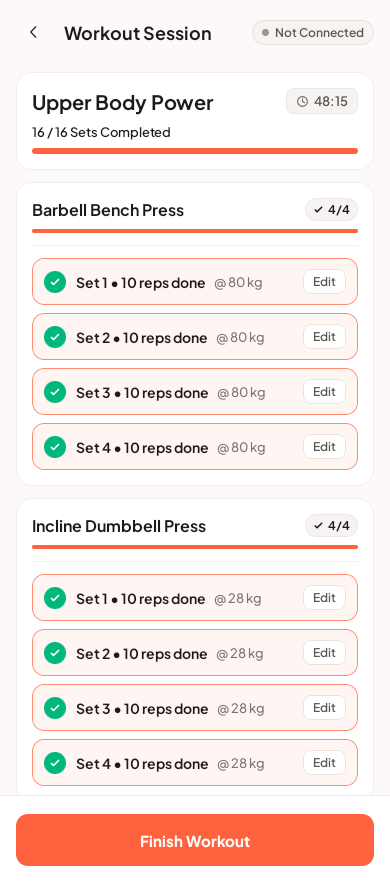 Workout Session
Not Connected
Upper Body Power
48:15
16 / 16 Sets Completed
Barbell Bench Press
4/4
Set 1 • 10 reps done @ 80 kg Edit
Set 2 • 10 reps done @ 80 kg Edit
Set 3 • 10 reps done @ 80 kg Edit
Set 4 • 10 reps done @ 80 kg Edit
Incline Dumbbell Press
4/4
Set 1 • 10 reps done @ 28 kg Edit
Set 2 • 10 reps done @ 28 kg Edit
Set 3 • 10 reps done @ 28 kg Edit
Set 4 • 10 reps done @ 28 kg Edit
Finish Workout